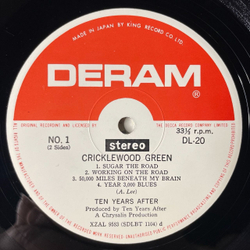 MADE IN JAPAN BY KING RECORD CO. LTD.
DERAM
®
NO. 1
(2 Sides)
stereo
33⅓ r.p.m.
DL-20
CRICKLEWOOD GREEN
1. SUGAR THE ROAD
2. WORKING ON THE ROAD
3. 50,000 MILES BENEATH MY BRAIN
4. YEAR 3,000 BLUES
(A. Lee)
TEN YEARS AFTER
Produced by Ten Years After
A Chrysalis Production